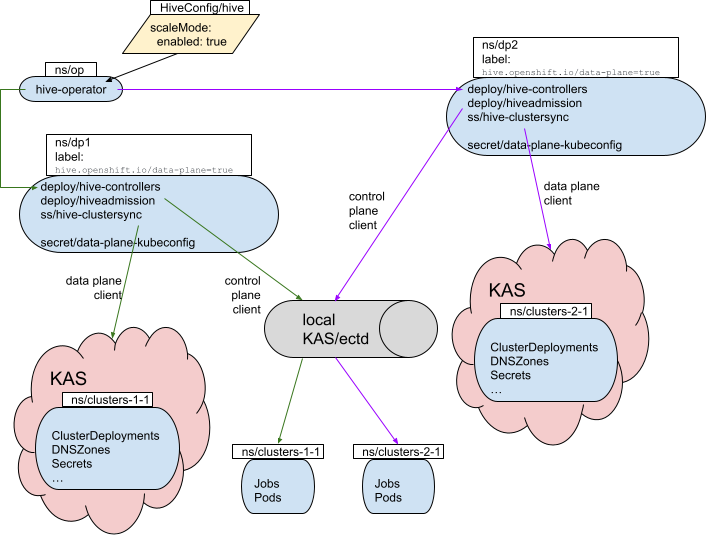 HiveConfig/hive
scaleMode:
enabled: true
ns/op
hive-operator
ns/dp2
label:
hive.openshift.io/data-plane=true
deploy/hive-controllers
deploy/hiveadmission
ss/hive-clustersync
secret/data-plane-kubeconfig
ns/dp1
label:
hive.openshift.io/data-plane=true
deploy/hive-controllers
deploy/hiveadmission
ss/hive-clustersync
secret/data-plane-kubeconfig
control
plane
client
data plane
client
data plane
client
control
plane
client
local
KAS/ectd
KAS
ns/clusters-2-1
ClusterDeployments
DNSZones
Secrets
…
KAS
ns/clusters-1-1
ClusterDeployments
DNSZones
Secrets
…
ns/clusters-1-1
Jobs
Pods
ns/clusters-2-1
Jobs
Pods